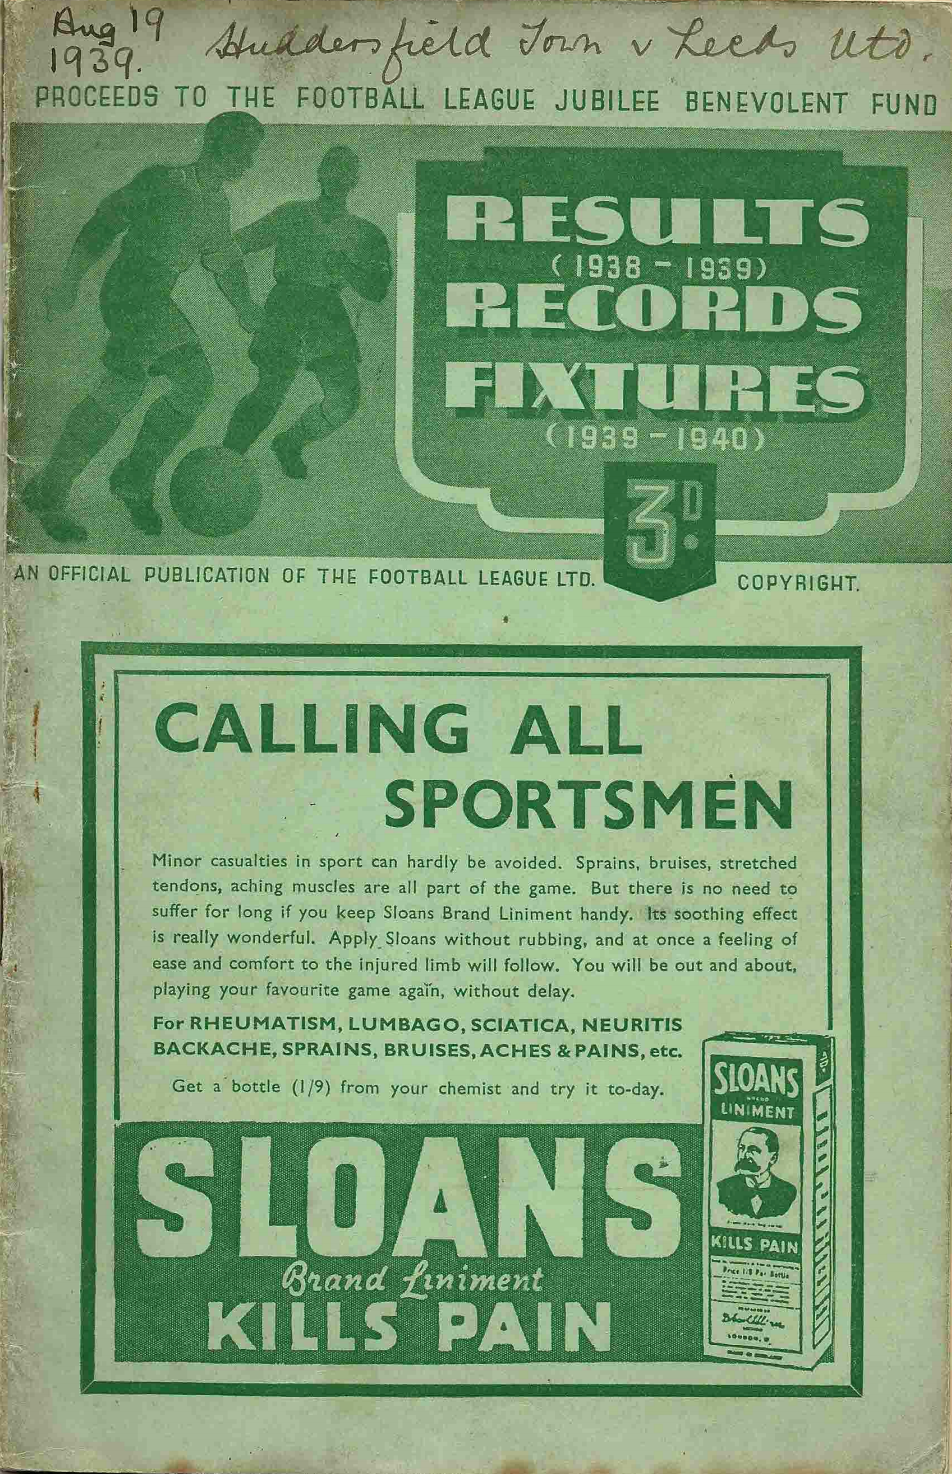 Aug 19
1939.
Huddersfield Town v Leeds Utd.
PROCEEDS TO THE FOOTBALL LEAGUE JUBILEE BENEVOLENT FUND
RESULTS
(1938 - 1939)
RECORDS
FIXTURES
(1939 - 1940)
3D.
AN OFFICIAL PUBLICATION OF THE FOOTBALL LEAGUE LTD.
COPYRIGHT.
CALLING ALL
SPORTSMEN
Minor casualties in sport can hardly be avoided. Sprains, bruises, stretched
tendons, aching muscles are all part of the game. But there is no need to
suffer for long if you keep Sloans Brand Liniment handy. Its soothing effect
is really wonderful. Apply Sloans without rubbing, and at once a feeling of
ease and comfort to the injured limb will follow. You will be out and about,
playing your favourite game again, without delay.
For RHEUMATISM, LUMBAGO, SCIATICA, NEURITIS
BACKACHE, SPRAINS, BRUISES, ACHES & PAINS, etc.
Get a bottle (1/9) from your chemist and try it to-day.
SLOANS
Brand Liniment
KILLS PAIN
SLOANS
BRAND
LINIMENT
KILLS PAIN
LONDON,
MADE IN ENGLAND